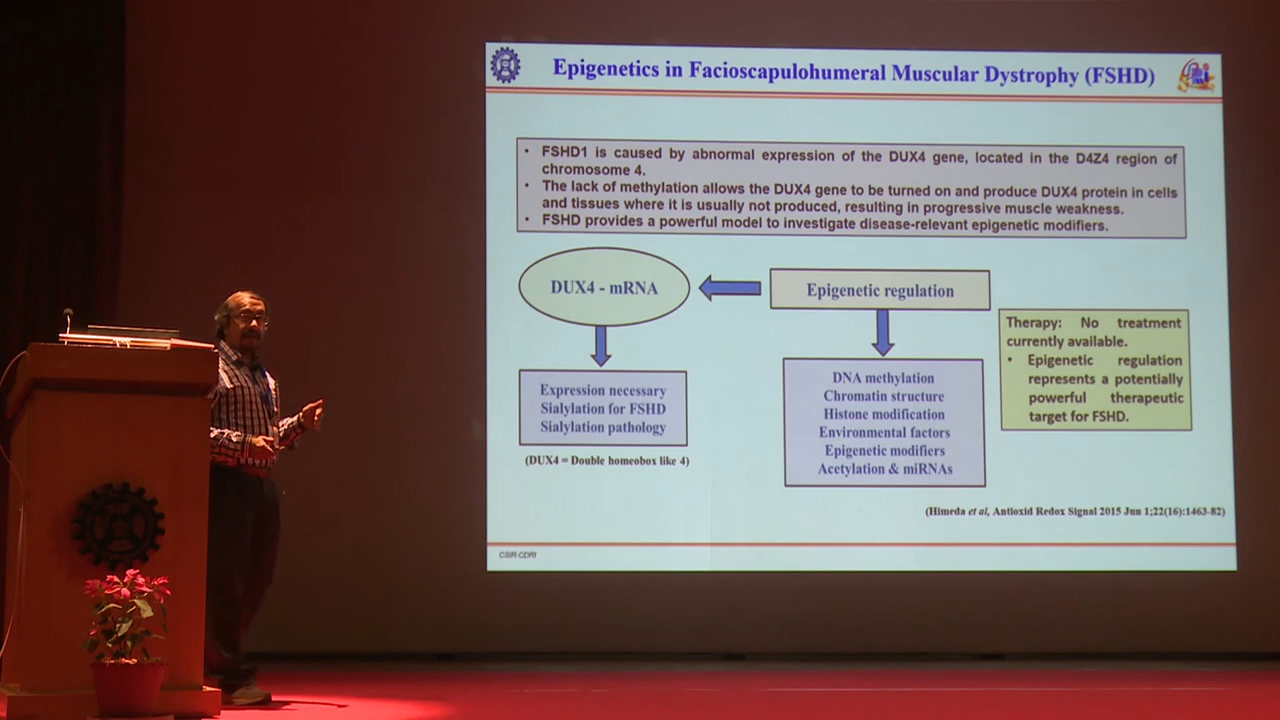 Epigenetics in Facioscapulohumeral Muscular Dystrophy (FSHD)
• FSHD1 is caused by abnormal expression of the DUX4 gene, located in the D4Z4 region of
chromosome 4.
• The lack of methylation allows the DUX4 gene to be turned on and produce DUX4 protein in cells
and tissues where it is usually not produced, resulting in progressive muscle weakness.
• FSHD provides a powerful model to investigate disease-relevant epigenetic modifiers.
DUX4 - mRNA
Epigenetic regulation
Expression necessary
Sialylation for FSHD
Sialylation pathology
(DUX4 = Double homeobox like 4)
DNA methylation
Chromatin structure
Histone modification
Environmental factors
Epigenetic modifiers
Acetylation & miRNAs
Therapy: No treatment
currently available.
• Epigenetic regulation
represents a potentially
powerful therapeutic
target for FSHD.
(Himeda et al, Antioxid Redox Signal 2015 Jun 1;22(16):1463-82)
CSIR-CDRI